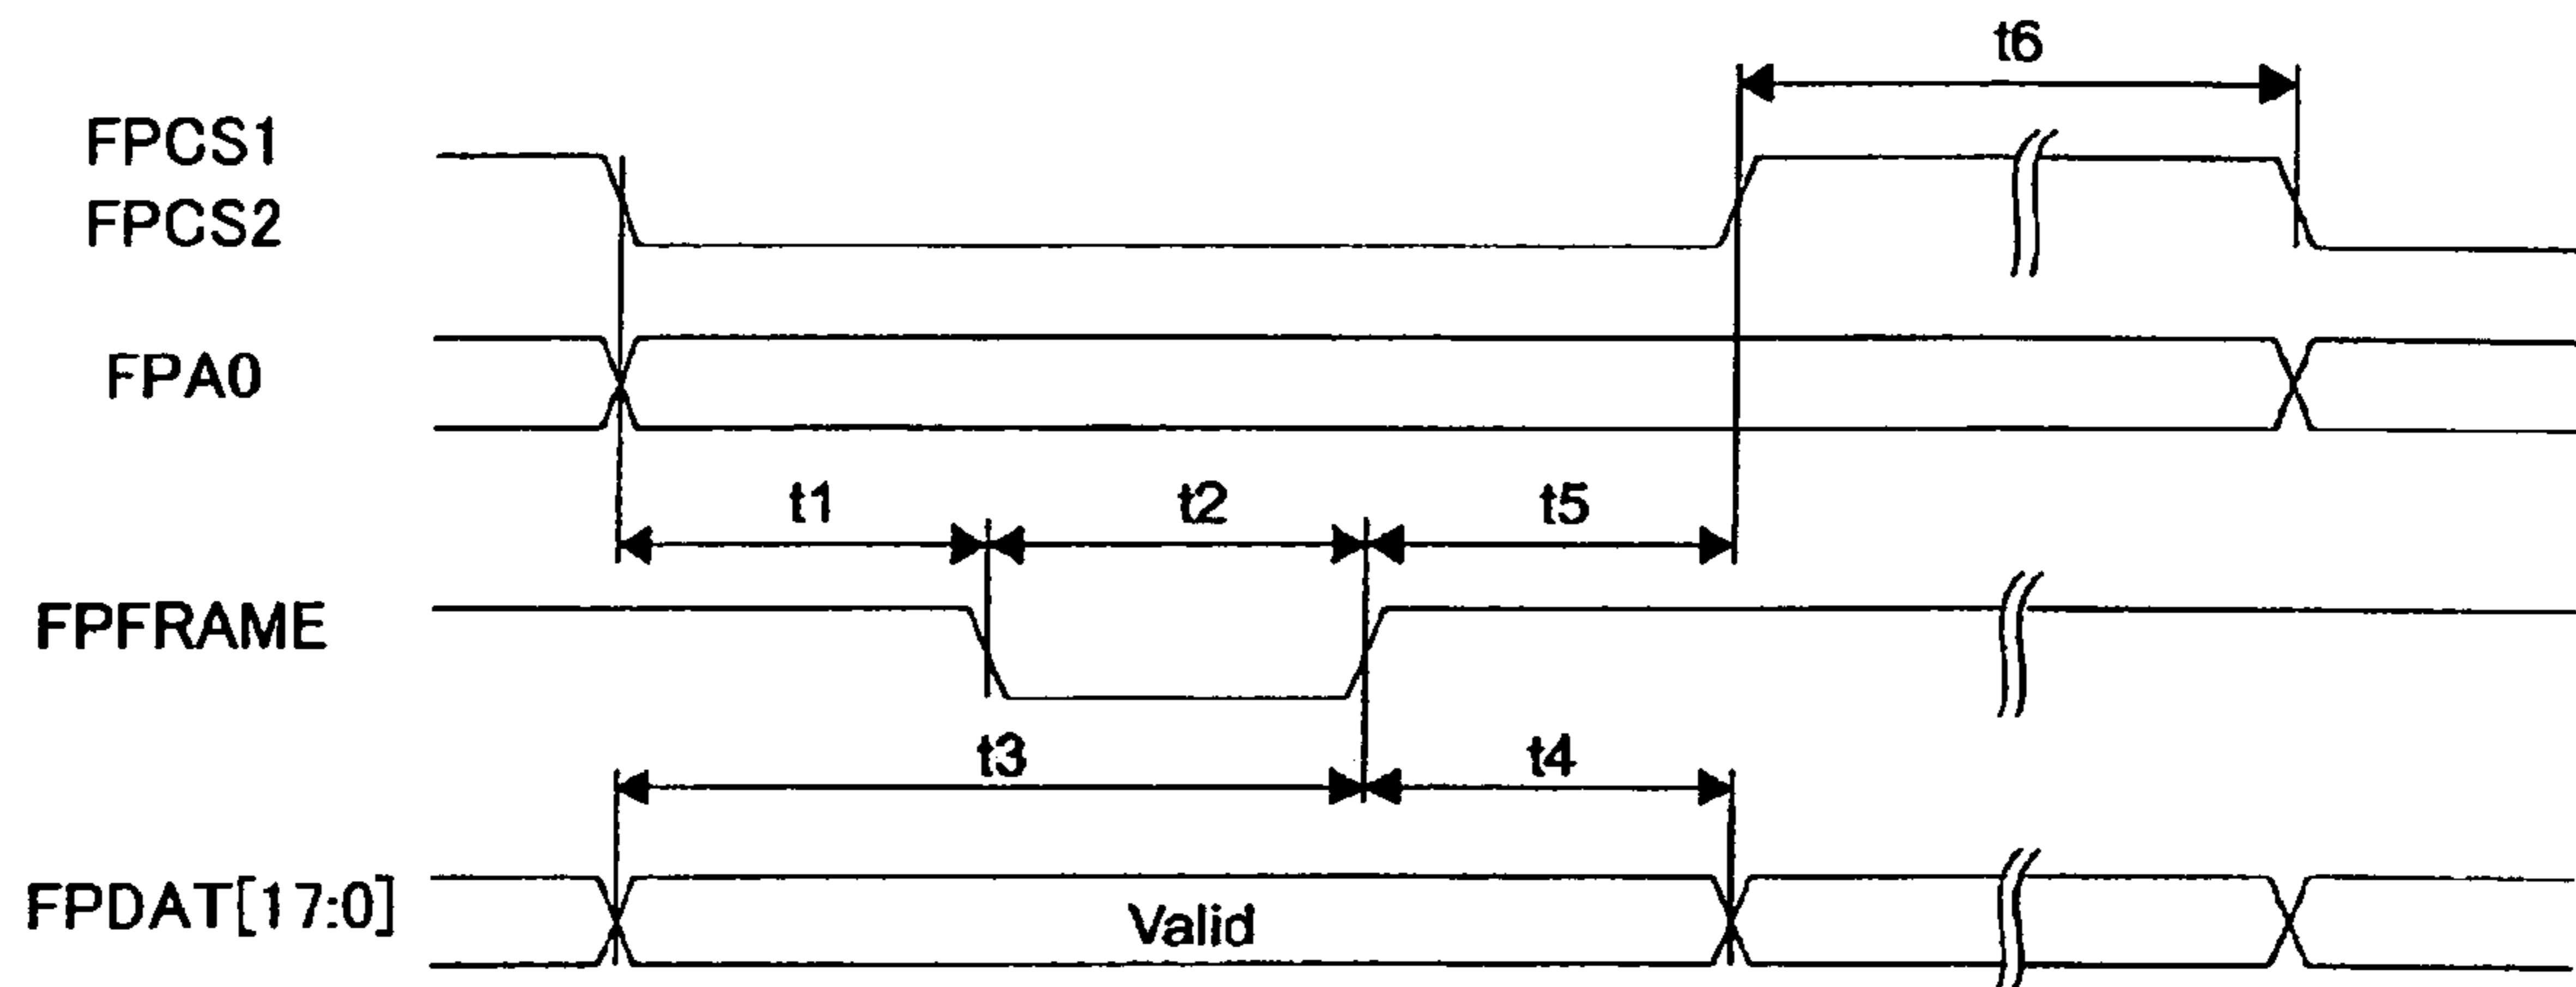 t6
FPCS1
FPCS2
FPA0
t1 t2 t5
FPFRAME
t3 t4
FPDAT[17:0] Valid